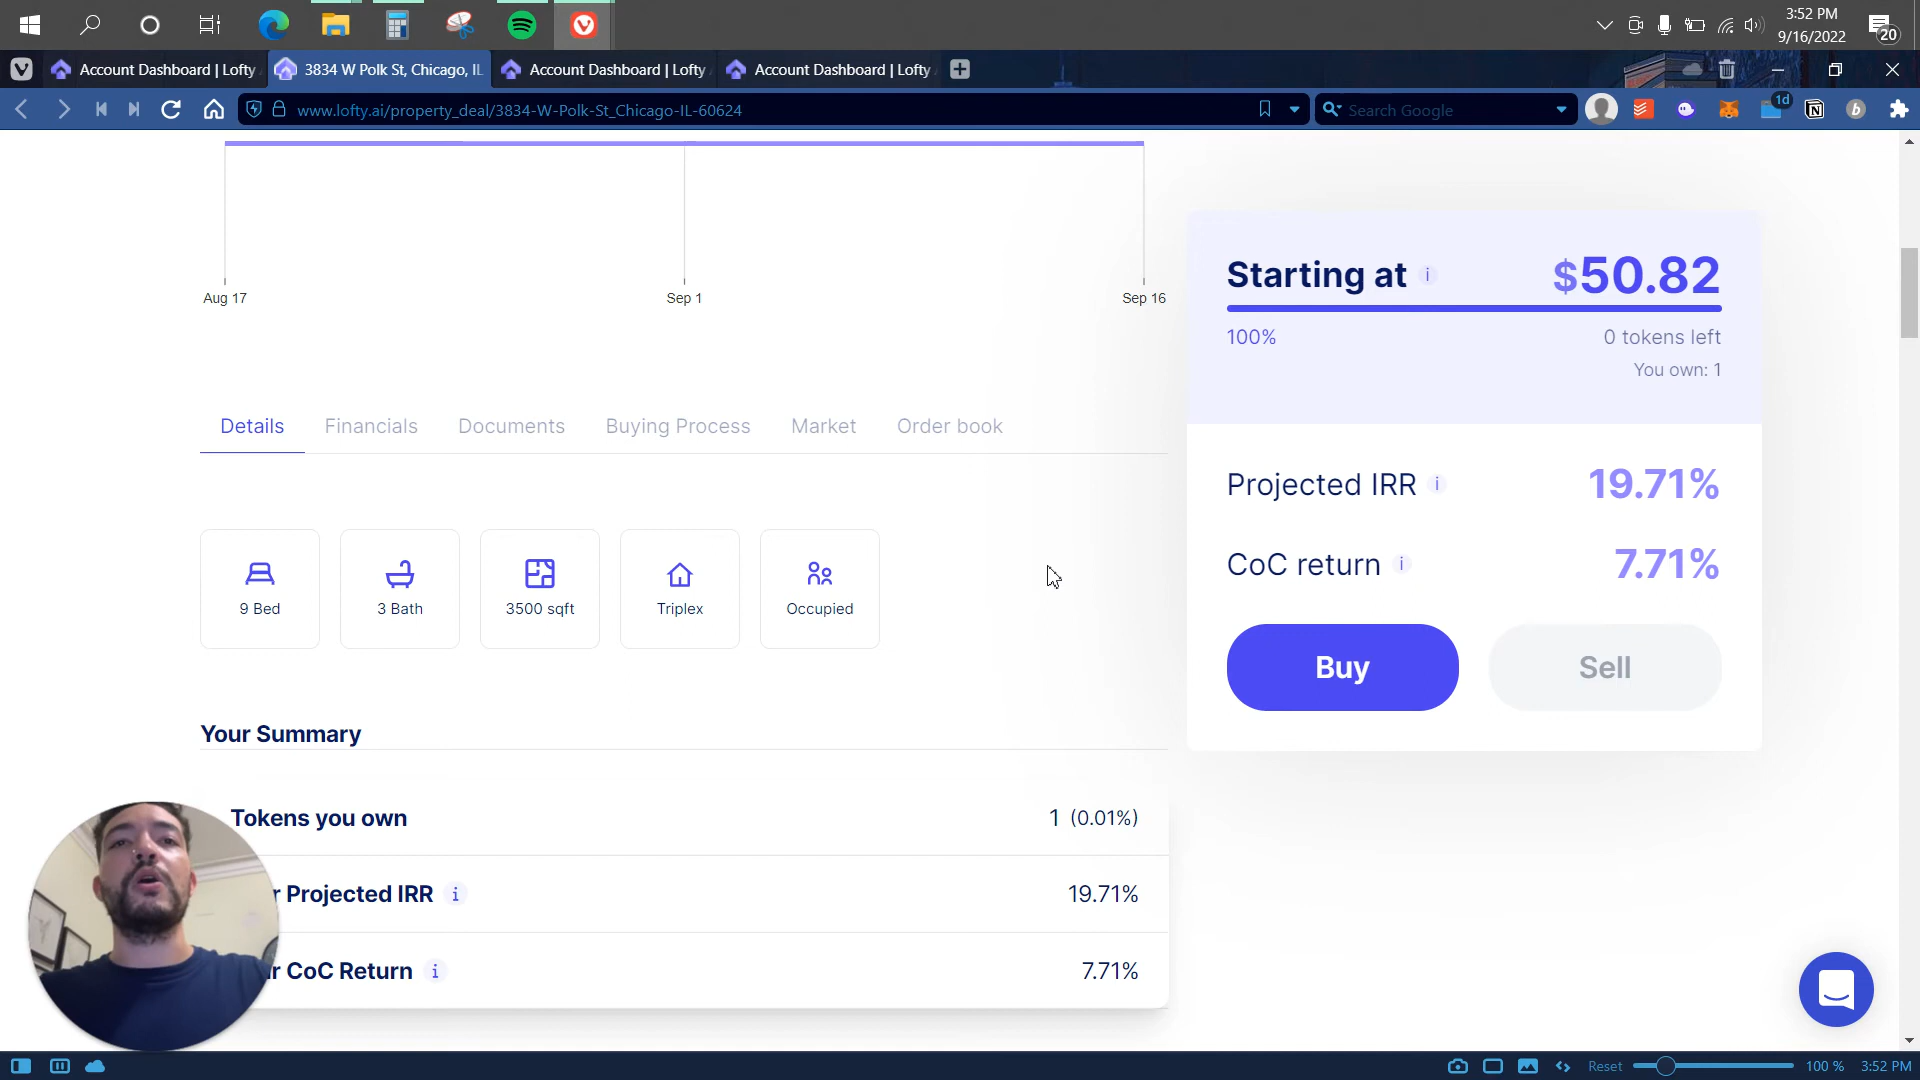 3:52 PM
9/16/2022
20
Account Dashboard | Lofty
3834 W Polk St, Chicago, IL
Account Dashboard | Lofty
Account Dashboard | Lofty
www.lofty.ai/property_deal/3834-W-Polk-St_Chicago-IL-60624
Search Google
1d
Aug 17
Sep 1
Sep 16
Starting at
$50.82
100%
0 tokens left
You own: 1
Details
Financials
Documents
Buying Process
Market
Order book
Projected IRR
19.71%
CoC return
7.71%
9 Bed
3 Bath
3500 sqft
Triplex
Occupied
Buy
Sell
Your Summary
Tokens you own
1 (0.01%)
r Projected IRR
19.71%
r CoC Return
7.71%
Reset
100 %
3:52 PM